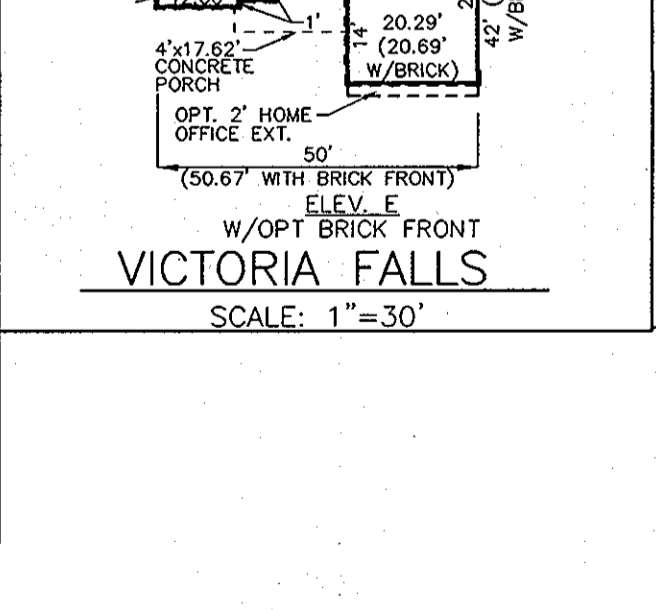 1'
4'x17.62'
CONCRETE
PORCH
14'
20.29'
(20.69'
W/BRICK)
42'
OPT. 2' HOME
OFFICE EXT.
50'
(50.67' WITH BRICK FRONT)
ELEV. E
W/OPT BRICK FRONT
VICTORIA FALLS
SCALE: 1"=30'